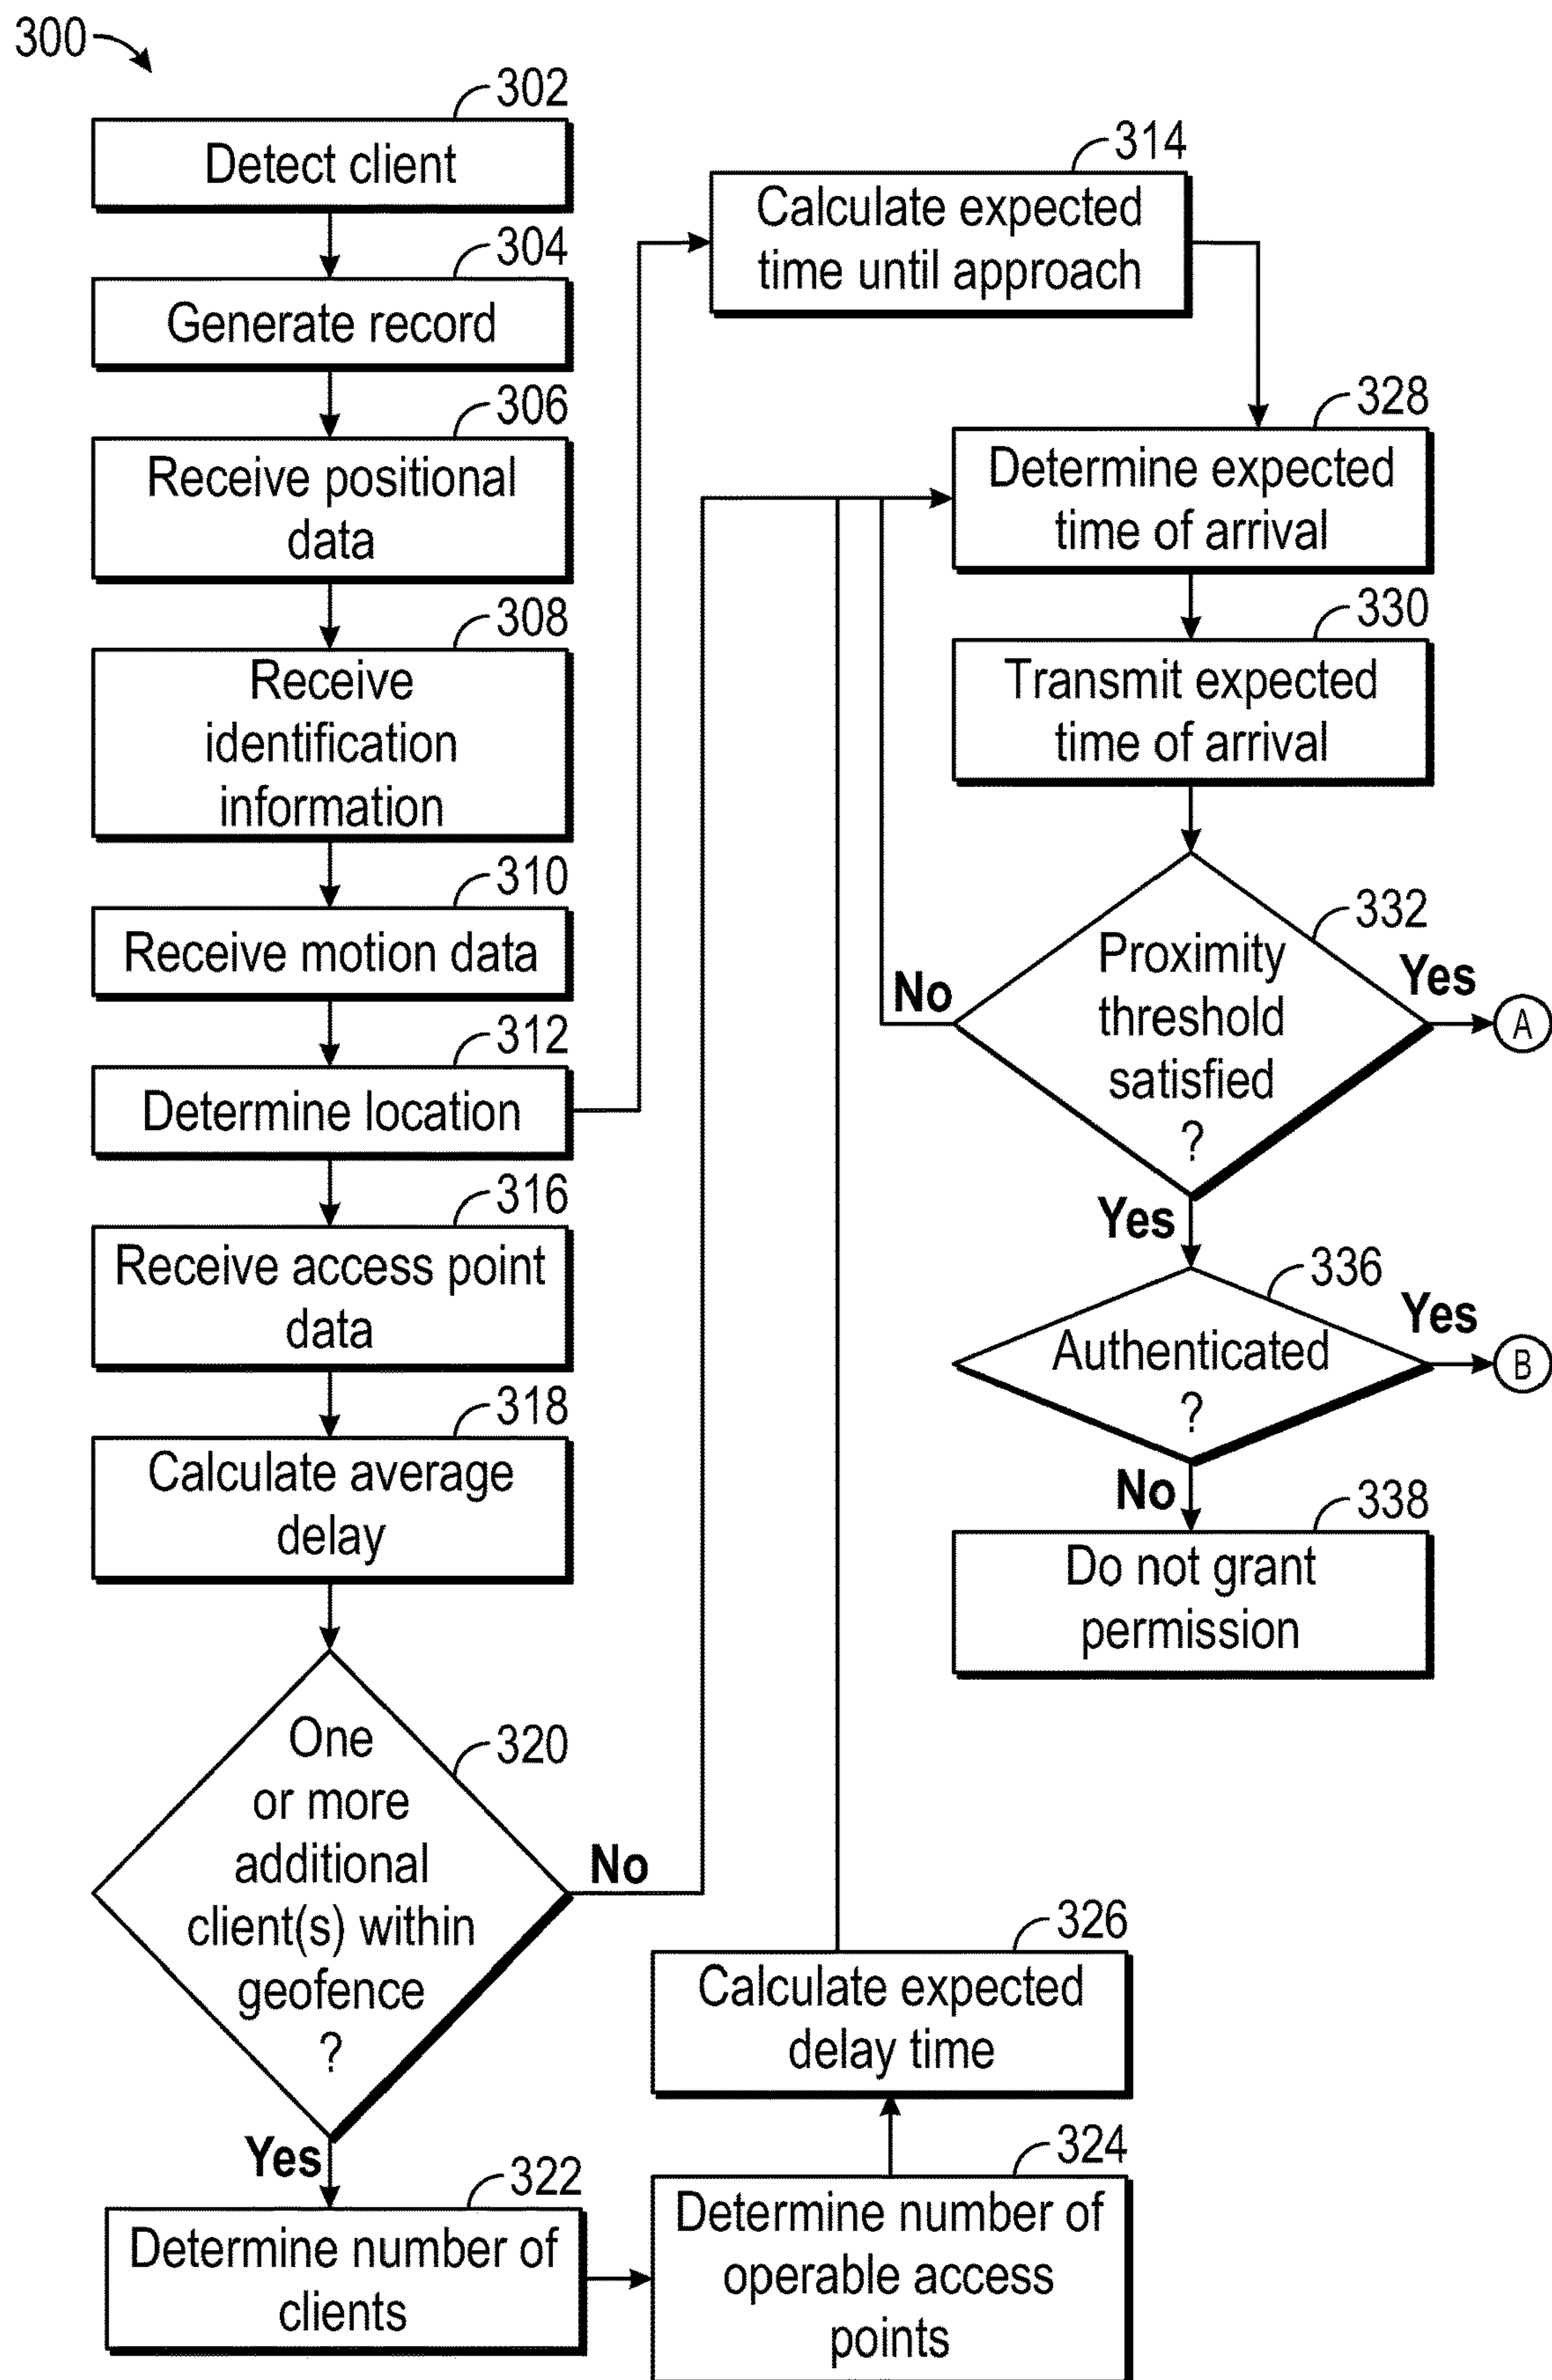 300
302
Detect client
304
Generate record
306
Receive positional
data
308
Receive
identification
information
310
Receive motion data
312
Determine location
316
Receive access point
data
318
Calculate average
delay
320
One
or more
additional
client(s) within
geofence
?
No
Yes
322
Determine number of
clients
324
Determine number of
operable access
points
326
Calculate expected
delay time
314
Calculate expected
time until approach
328
Determine expected
time of arrival
330
Transmit expected
time of arrival
332
Proximity
threshold
satisfied
?
No
Yes
A
Yes
336
Authenticated
?
Yes
B
No
338
Do not grant
permission